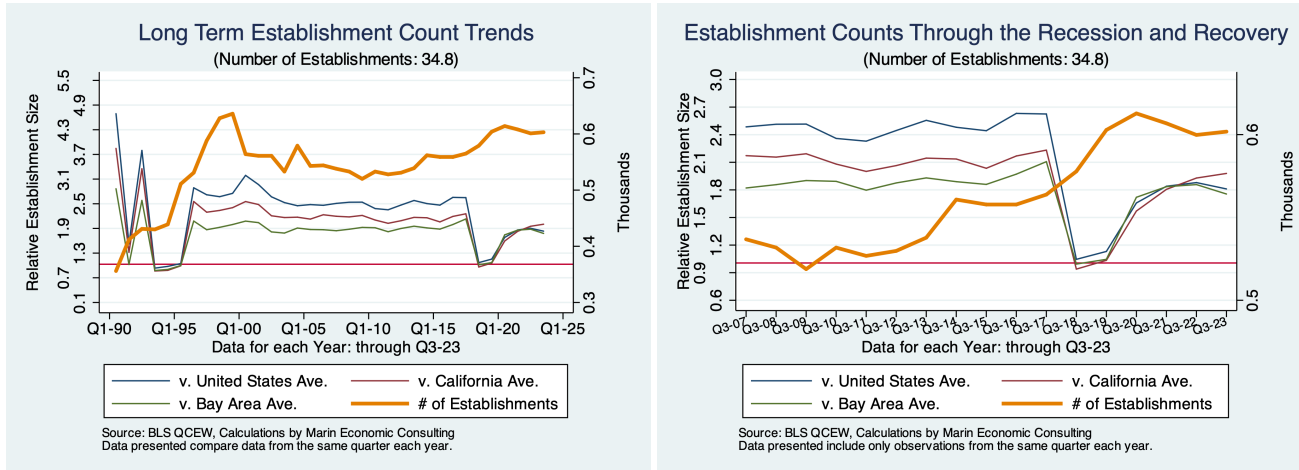 Long Term Establishment Count Trends
(Number of Establishments: 34.8)
Relative Establishment Size
5.5
4.9
4.3
3.7
3.1
2.5
1.9
1.3
0.7
0.1
0.7
0.6
0.5
0.4
0.3
Thousands
Q1-90 Q1-95 Q1-00 Q1-05 Q1-10 Q1-15 Q1-20 Q1-25
Data for each Year: through Q3-23
v. United States Ave. v. California Ave.
v. Bay Area Ave. # of Establishments
Source: BLS QCEW, Calculations by Marin Economic Consulting
Data presented compare data from the same quarter each year.
Establishment Counts Through the Recession and Recovery
(Number of Establishments: 34.8)
Relative Establishment Size
3.0
2.7
2.4
2.1
1.8
1.5
1.2
0.9
0.6
0.6
0.5
Thousands
Q3-07 Q3-08 Q3-09 Q3-10 Q3-11 Q3-12 Q3-13 Q3-14 Q3-15 Q3-16 Q3-17 Q3-18 Q3-19 Q3-20 Q3-21 Q3-22 Q3-23
Data for each Year: through Q3-23
v. United States Ave. v. California Ave.
v. Bay Area Ave. # of Establishments
Source: BLS QCEW, Calculations by Marin Economic Consulting
Data presented include only observations from the same quarter each year.